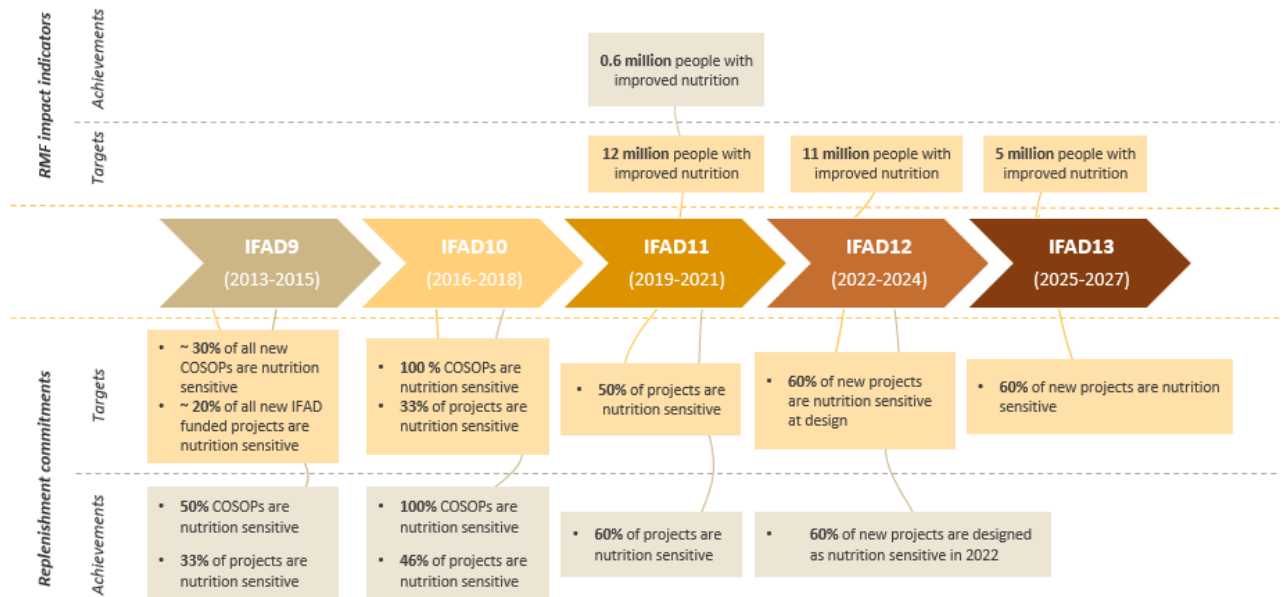 RMF impact indicators
Achievements
0.6 million people with
improved nutrition
Targets
12 million people with
improved nutrition
11 million people with
improved nutrition
5 million people with
improved nutrition
IFAD9
(2013-2015)
IFAD10
(2016-2018)
IFAD11
(2019-2021)
IFAD12
(2022-2024)
IFAD13
(2025-2027)
Replenishment commitments
Targets
• ~ 30% of all new
COSOPs are nutrition
sensitive
• ~ 20% of all new IFAD
funded projects are
nutrition sensitive
• 100 % COSOPs are
nutrition sensitive
• 33% of projects are
nutrition sensitive
• 50% of projects are
nutrition sensitive
• 60% of new projects
are nutrition sensitive
at design
• 60% of new projects are nutrition
sensitive
Achievements
• 50% COSOPs are
nutrition sensitive
• 33% of projects are
nutrition sensitive
• 100% COSOPs are
nutrition sensitive
• 46% of projects are
nutrition sensitive
• 60% of projects are
nutrition sensitive
• 60% of new projects are designed
as nutrition sensitive in 2022